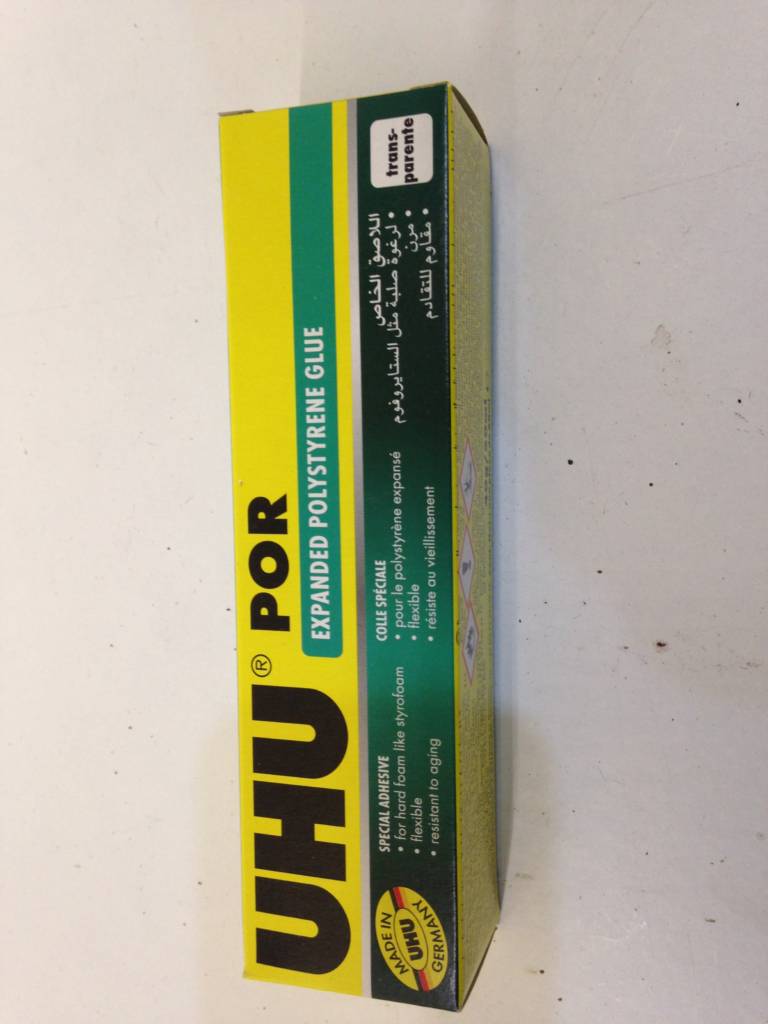 UHU® POR
EXPANDED POLYSTYRENE GLUE
MADE IN
UHU
GERMANY
SPECIAL ADHESIVE
• for hard foam like styrofoam
• flexible
• resistant to aging
COLLE SPÉCIALE
• pour le polystyrène expansé
• flexible
• résiste au vieillissement
اللاصق الخاص
• لرغوة صلبة مثل الستايروفوم
• مرن
• مقاوم للتقادم
trans-
parente